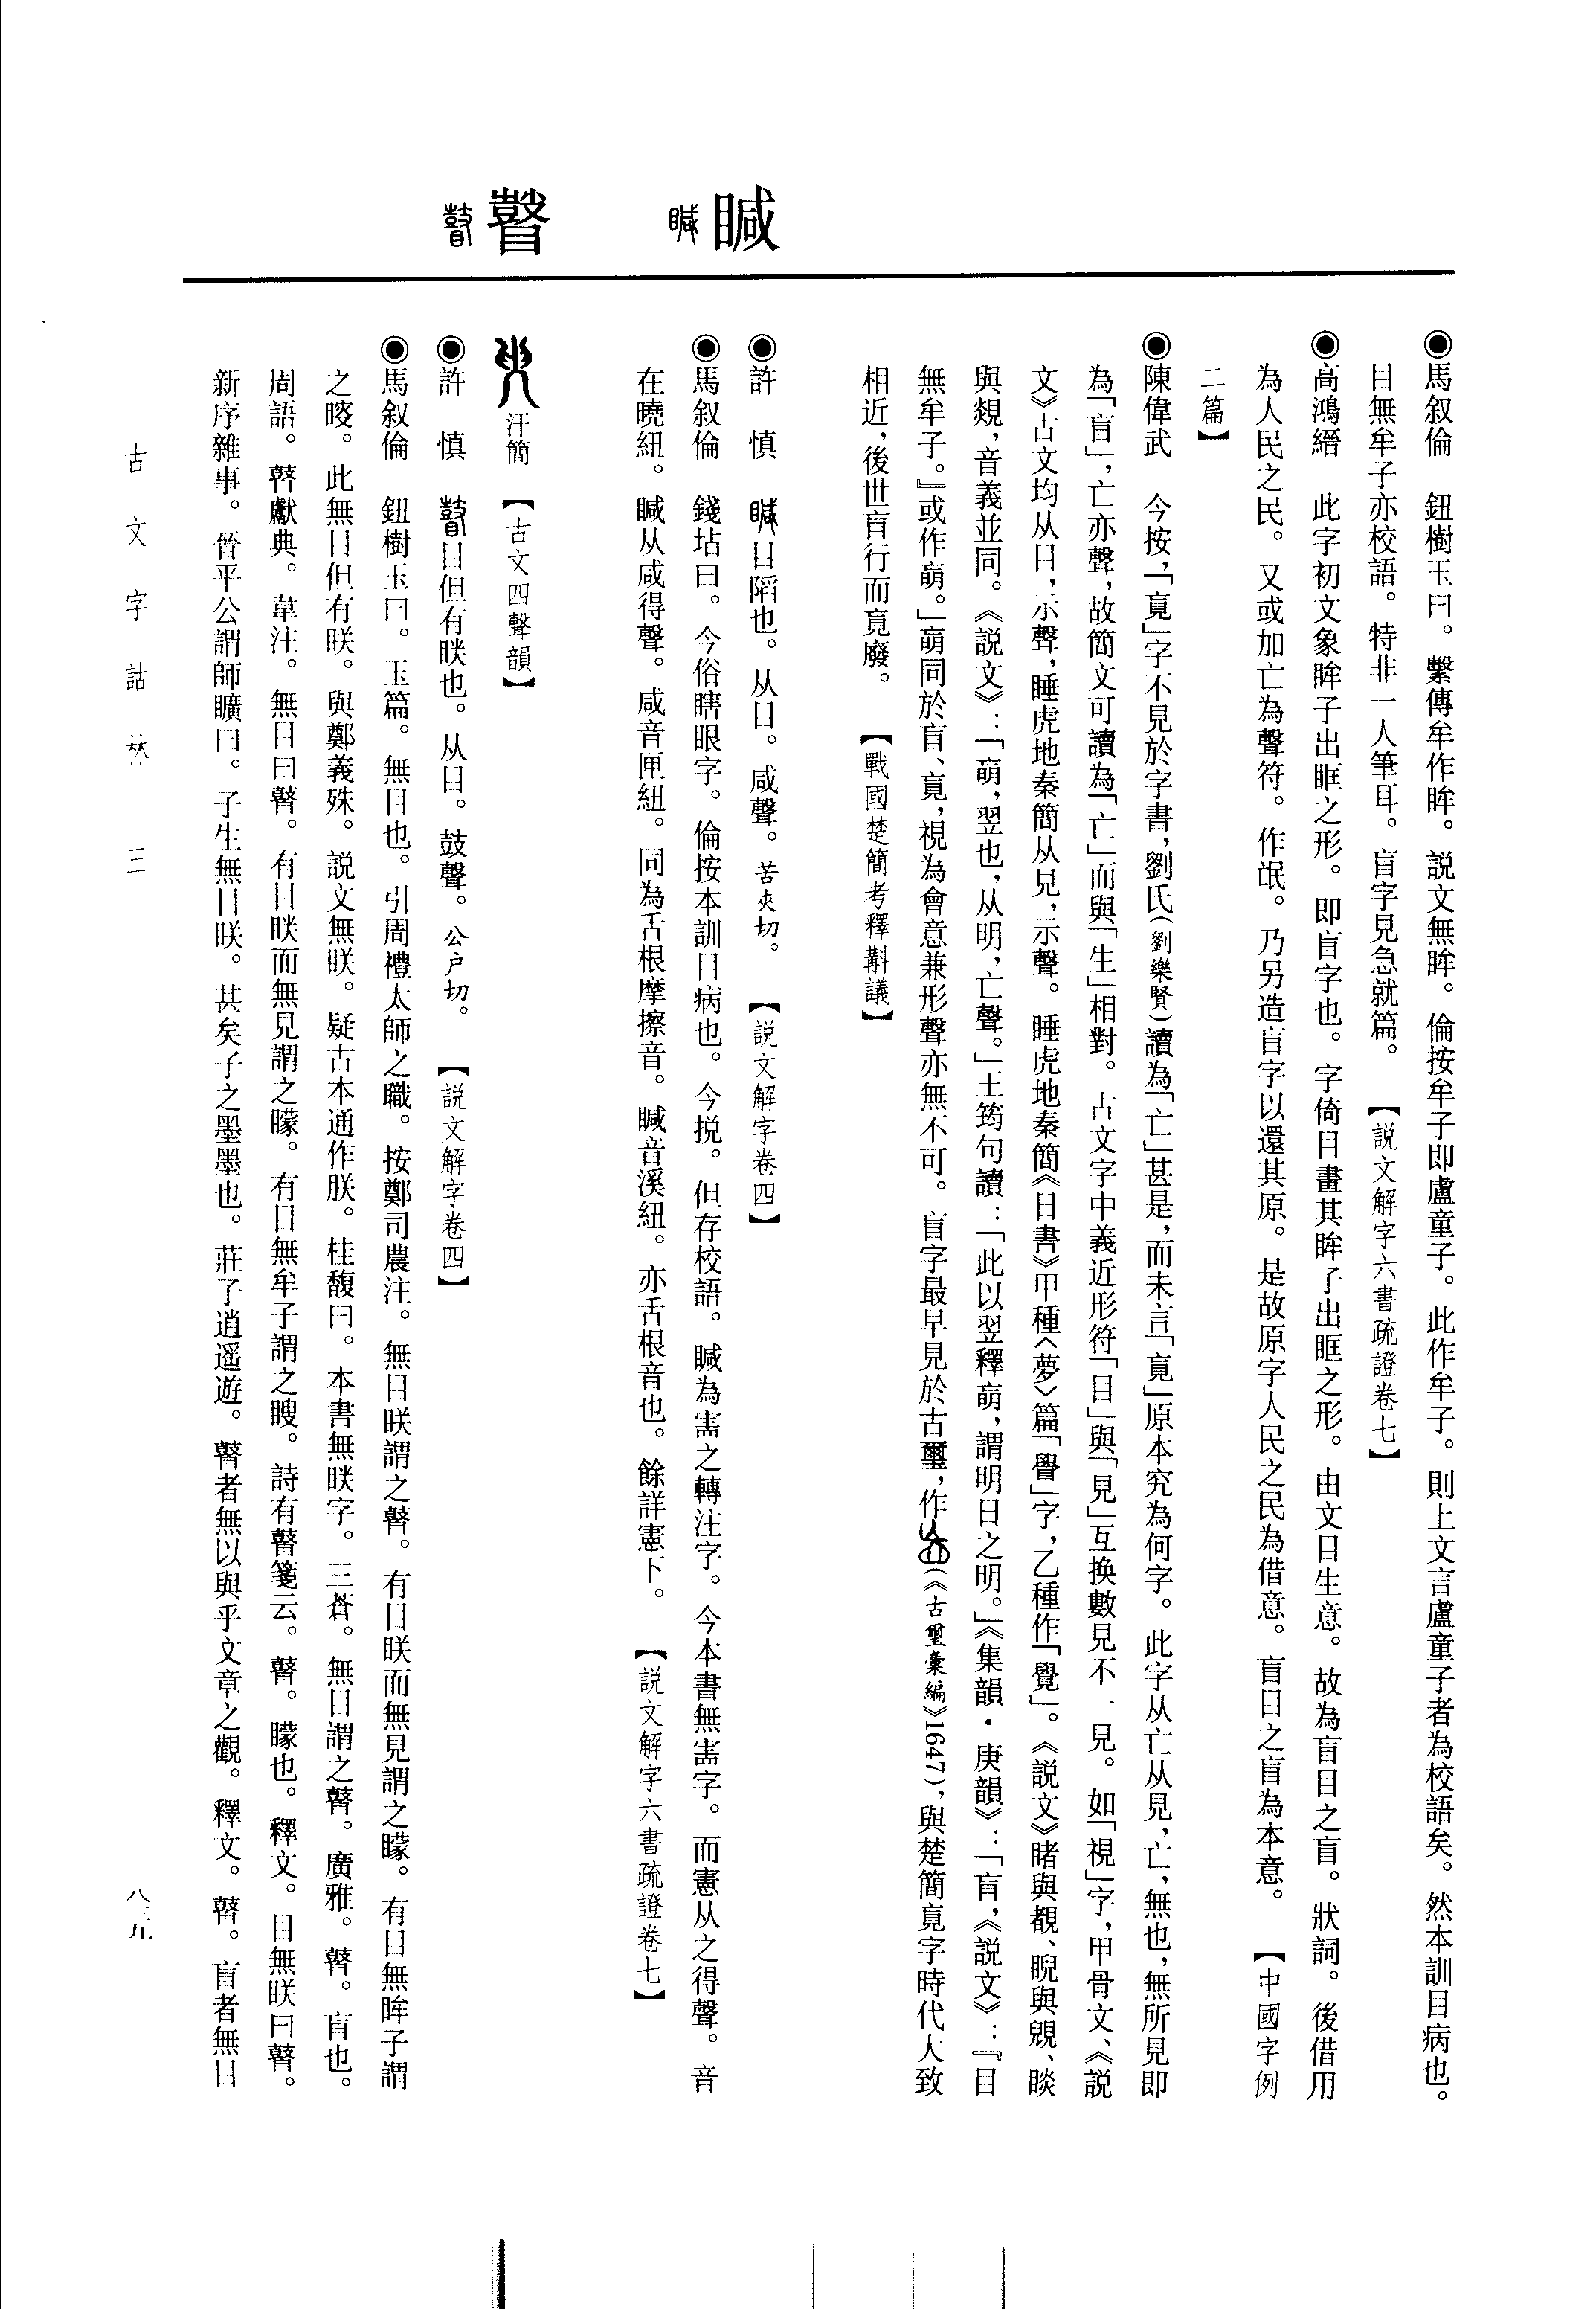 ◉馬叙倫　鈕樹玉曰。繫傳牟作眸。説文無眸。倫按牟子即盧童子。此作牟子。則上文言盧童子者為校語矣。然本訓目病也。
目無牟子亦校語。特非一人筆耳。盲字見急就篇。【説文解字六書疏證卷七】
◉高鴻縉　此字初文象眸子出眶之形。即盲字也。字倚目畫其眸子出眶之形。由文目生意。故為盲目之盲。狀詞。後借用
為人民之民。又或加亡為聲符。作氓。乃另造盲字以還其原。是故原字人民之民為借意。盲目之盲為本意。【中國字例
二篇】
◉陳偉武　今按，「𧠭」字不見於字書，劉氏（劉樂賢）讀為「亡」甚是，而未言「𧠭」原本究為何字。此字从亡从見，亡，無也，無所見即
為「盲」，亡亦聲，故簡文可讀為「亡」而與「生」相對。古文字中義近形符「目」與「見」互换數見不一見。如「視」字，甲骨文、《説
文》古文均从目，示聲，睡虎地秦簡从見，示聲。睡虎地秦簡《日書》甲種〈夢〉篇「㫿」字，乙種作「覺」。《説文》睹與覩、睨與覞、睒
與覢，音義並同。《説文》：「萌，翌也，从明，亡聲。」王筠句讀：「此以翌釋萌，謂明日之明。」《集韻·庚韻》：「盲，《説文》：『目
無牟子。』或作萌。」萌同於盲、𧠭，視為會意兼形聲亦無不可。盲字最早見於古璽，作（《古璽彙編》1647），與楚簡𧠭字時代大致
相近，後世盲行而𧠭廢。【戰國楚簡考釋斠議】
䁍
◉許　慎　䁍目陷也。从目。咸聲。苦夾切。【説文解字卷四】
◉馬叙倫　錢坫曰。今俗瞎眼字。倫按本訓目病也。今捝。但存校語。䁍為害之轉注字。今本書無害字。而憲从之得聲。音
在曉紐。䁍从咸得聲。咸音匣紐。同為舌根摩擦音。䁍音溪紐。亦舌根音也。餘詳憲下。【説文解字六書疏證卷七】
瞽
汗簡【古文四聲韻】
◉許　慎　瞽目但有眹也。从目。鼓聲。公户切。【説文解字卷四】
◉馬叙倫　鈕樹玉曰。玉篇。無目也。引周禮太師之職。按鄭司農注。無目眹謂之瞽。有目眹而無見謂之矇。有目無眸子謂
之䁂。此無目但有眹。與鄭義殊。説文無眹。疑古本通作朕。桂馥曰。本書無眹字。三蒼。無目謂之瞽。廣雅。瞽。盲也。
周語。瞽獻典。韋注。無目曰瞽。有目眹而無見謂之矇。有目無牟子謂之瞍。詩有瞽箋云。瞽。矇也。釋文。目無眹曰瞽。
新序雜事。晉平公謂師曠曰。子生無目眹。甚矣子之墨墨也。莊子逍遥遊。瞽者無以與乎文章之觀。釋文。瞽。盲者無目
古文字詁林　三
八三九